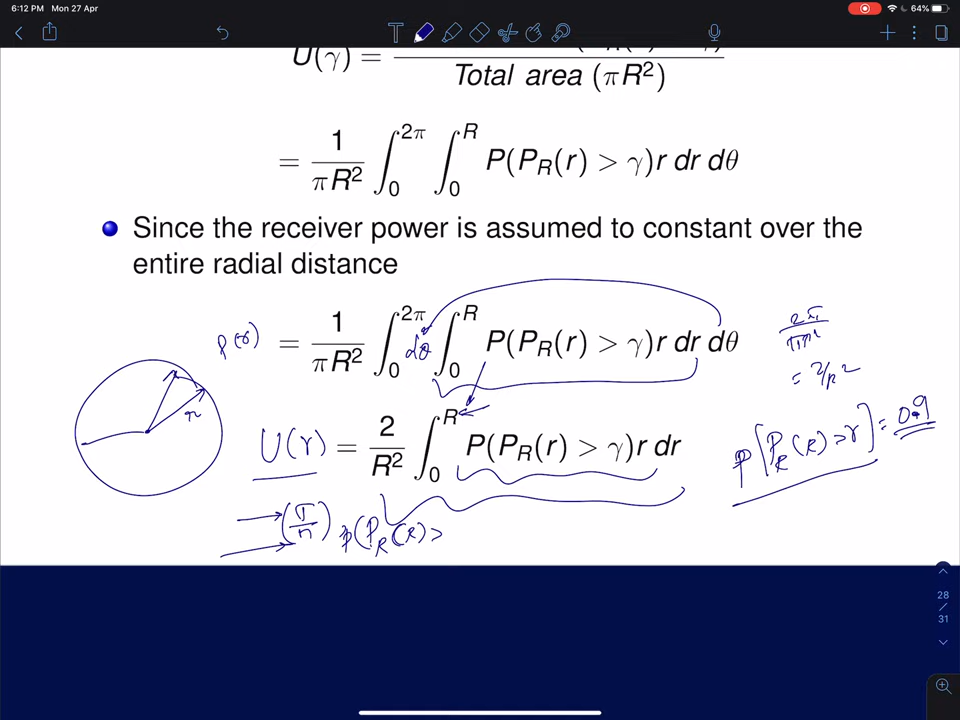 6:12 PM Mon 27 Apr
64%
U(γ) =
Total area (πR²)
= 1/πR² ∫₀^2π ∫₀^R P(P_R(r) > γ)r dr dθ
Since the receiver power is assumed to constant over the
entire radial distance
= 1/πR² ∫₀^2π dθ ∫₀^R P(P_R(r) > γ)r dr dθ
P(r)
= 2/R²
r
U(γ) = 2/R² ∫₀^R P(P_R(r) > γ)r dr
P[P_R(R) > γ] = 0.9
(σ/n) P(P_R(R) >
28
/
31